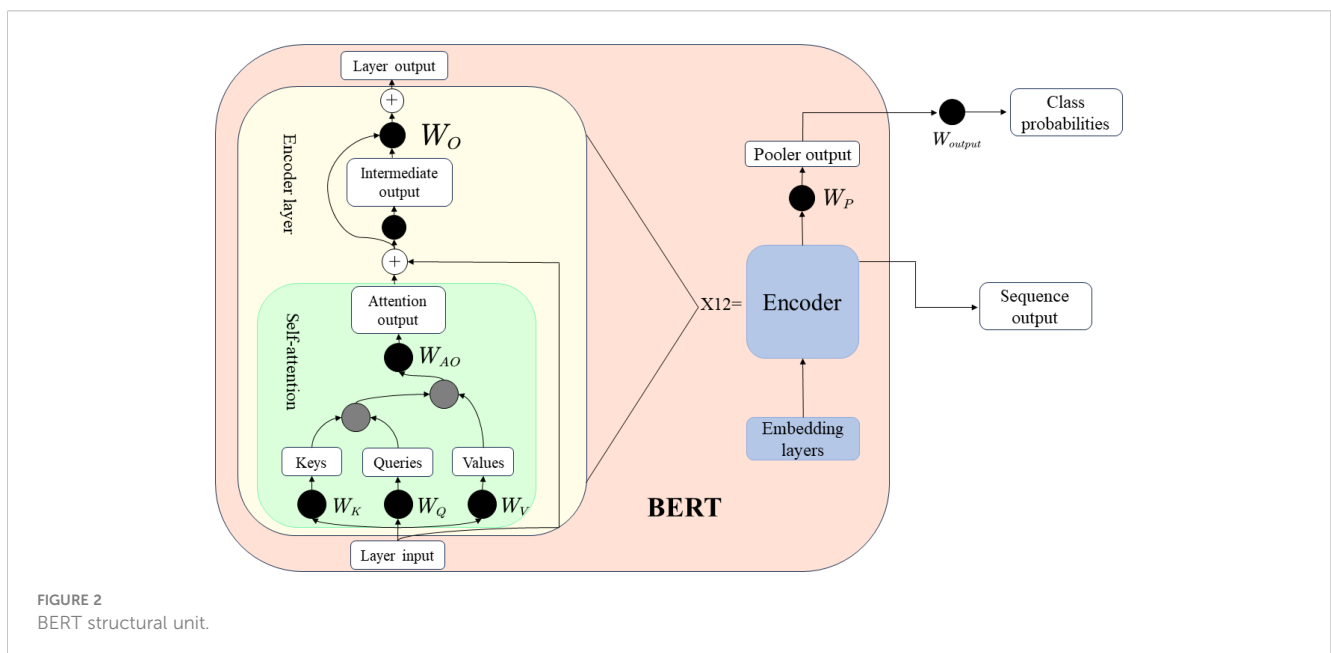 Layer output
+
W_O
Encoder layer
Intermediate
output
+
Self-attention
Attention
output
W_AO
Keys
Queries
Values
W_K
W_Q
W_V
Layer input
X12=
BERT
Pooler output
W_P
Encoder
Embedding
layers
W_output
Class
probabilities
Sequence
output
FIGURE 2
BERT structural unit.